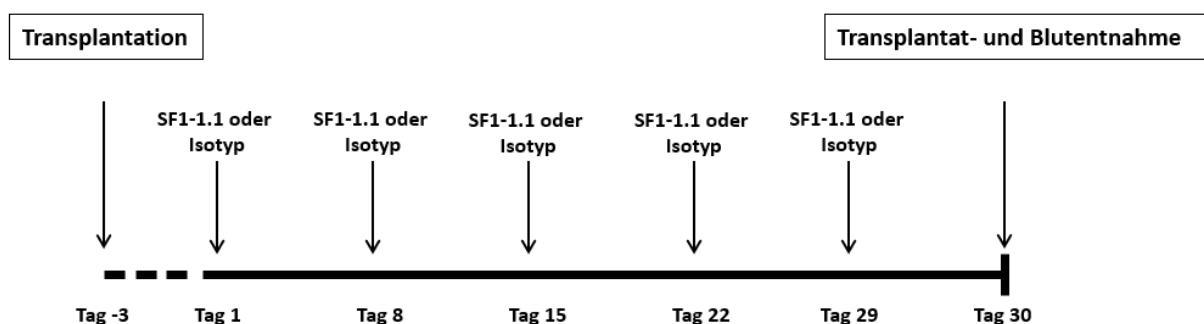 Transplantation
Transplantat- und Blutentnahme
SF1-1.1 oder
Isotyp
SF1-1.1 oder
Isotyp
SF1-1.1 oder
Isotyp
SF1-1.1 oder
Isotyp
SF1-1.1 oder
Isotyp
Tag -3
Tag 1
Tag 8
Tag 15
Tag 22
Tag 29
Tag 30